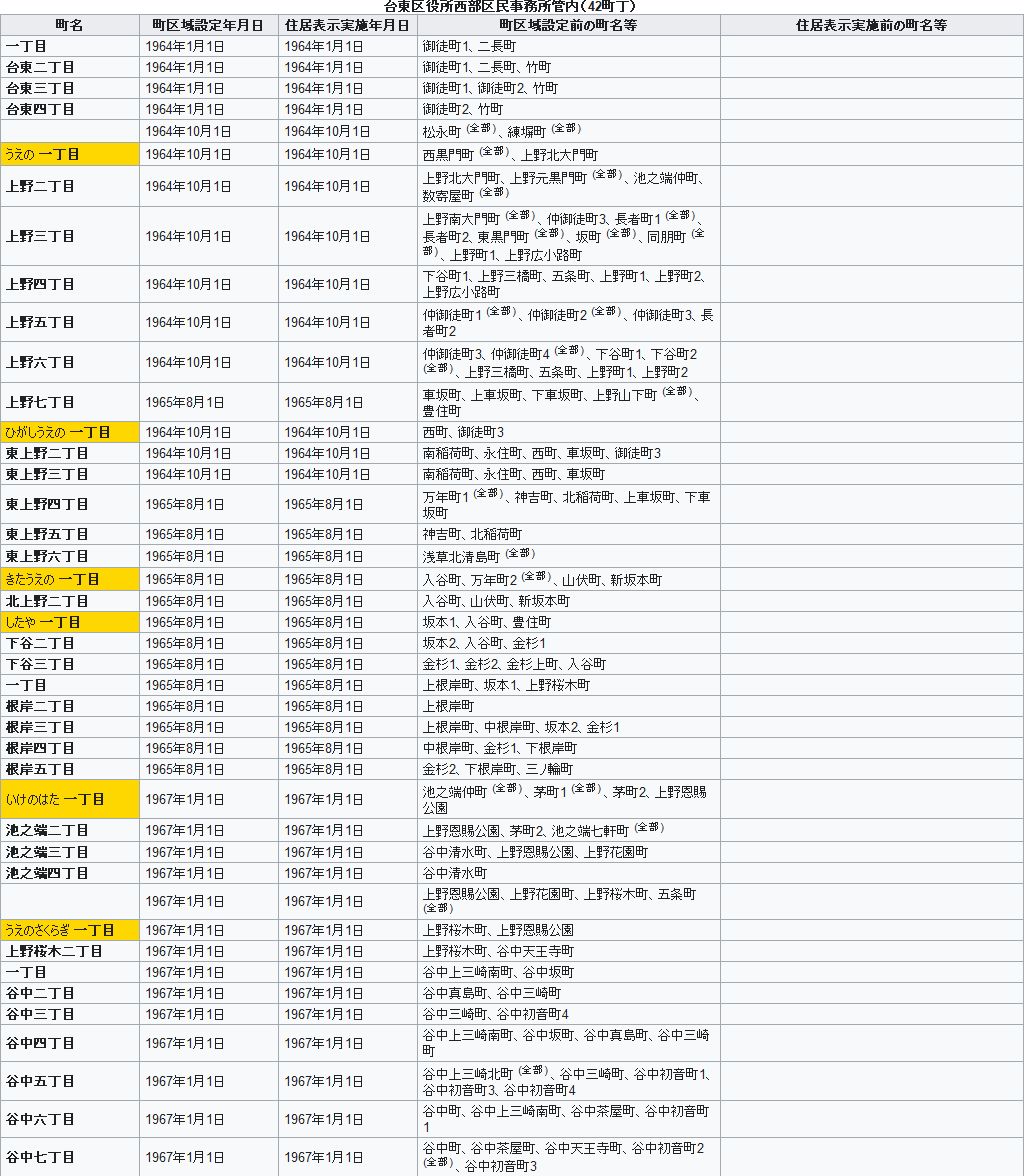 台東区役所西部区民事務所管内（42町丁）
町名 町区域設定年月日 住居表示実施年月日 町区域設定前の町名等 住居表示実施前の町名等
一丁目 1964年1月1日 1964年1月1日 御徒町1、二長町
台東二丁目 1964年1月1日 1964年1月1日 御徒町1、二長町、竹町
台東三丁目 1964年1月1日 1964年1月1日 御徒町1、御徒町2、竹町
台東四丁目 1964年1月1日 1964年1月1日 御徒町2、竹町
1964年10月1日 1964年10月1日 松永町（全部）、練塀町（全部）
うえの 一丁目 1964年10月1日 1964年10月1日 西黒門町（全部）、上野北大門町
上野二丁目 1964年10月1日 1964年10月1日 上野北大門町、上野元黒門町（全部）、池之端仲町、
数寄屋町（全部）
上野三丁目 1964年10月1日 1964年10月1日 上野南大門町（全部）、仲御徒町3、長者町1（全部）、
長者町2、東黒門町（全部）、坂町（全部）、同朋町（全
部）、上野町1、上野広小路町
上野四丁目 1964年10月1日 1964年10月1日 下谷町1、上野三橋町、五条町、上野町1、上野町2、
上野広小路町
上野五丁目 1964年10月1日 1964年10月1日 仲御徒町1（全部）、仲御徒町2（全部）、仲御徒町3、長
者町2
上野六丁目 1964年10月1日 1964年10月1日 仲御徒町3、仲御徒町4（全部）、下谷町1、下谷町2
（全部）、上野三橋町、五条町、上野町1、上野町2
上野七丁目 1965年8月1日 1965年8月1日 車坂町、上車坂町、下車坂町、上野山下町（全部）、
豊住町
ひがしうえの 一丁目 1964年10月1日 1964年10月1日 西町、御徒町3
東上野二丁目 1964年10月1日 1964年10月1日 南稲荷町、永住町、西町、車坂町、御徒町3
東上野三丁目 1964年10月1日 1964年10月1日 南稲荷町、永住町、西町、車坂町
東上野四丁目 1965年8月1日 1965年8月1日 万年町1（全部）、神吉町、北稲荷町、上車坂町、下車
坂町
東上野五丁目 1965年8月1日 1965年8月1日 神吉町、北稲荷町
東上野六丁目 1965年8月1日 1965年8月1日 浅草北清島町（全部）
きたうえの 一丁目 1965年8月1日 1965年8月1日 入谷町、万年町2（全部）、山伏町、新坂本町
北上野二丁目 1965年8月1日 1965年8月1日 入谷町、山伏町、新坂本町
したや 一丁目 1965年8月1日 1965年8月1日 坂本1、入谷町、豊住町
下谷二丁目 1965年8月1日 1965年8月1日 坂本2、入谷町、金杉1
下谷三丁目 1965年8月1日 1965年8月1日 金杉1、金杉2、金杉上町、入谷町
一丁目 1965年8月1日 1965年8月1日 上根岸町、坂本1、上野桜木町
根岸二丁目 1965年8月1日 1965年8月1日 上根岸町
根岸三丁目 1965年8月1日 1965年8月1日 上根岸町、中根岸町、坂本2、金杉1
根岸四丁目 1965年8月1日 1965年8月1日 中根岸町、金杉1、下根岸町
根岸五丁目 1965年8月1日 1965年8月1日 金杉2、下根岸町、三ノ輪町
いけのはた 一丁目 1967年1月1日 1967年1月1日 池之端仲町（全部）、茅町1（全部）、茅町2、上野恩賜
公園
池之端二丁目 1967年1月1日 1967年1月1日 上野恩賜公園、茅町2、池之端七軒町（全部）
池之端三丁目 1967年1月1日 1967年1月1日 谷中清水町、上野恩賜公園、上野花園町
池之端四丁目 1967年1月1日 1967年1月1日 谷中清水町
1967年1月1日 1967年1月1日 上野恩賜公園、上野花園町、上野桜木町、五条町
（全部）
うえのさくらぎ 一丁目 1967年1月1日 1967年1月1日 上野桜木町、上野恩賜公園
上野桜木二丁目 1967年1月1日 1967年1月1日 上野桜木町、谷中天王寺町
一丁目 1967年1月1日 1967年1月1日 谷中上三崎南町、谷中坂町
谷中二丁目 1967年1月1日 1967年1月1日 谷中真島町、谷中三崎町
谷中三丁目 1967年1月1日 1967年1月1日 谷中三崎町、谷中初音町4
谷中四丁目 1967年1月1日 1967年1月1日 谷中上三崎南町、谷中坂町、谷中真島町、谷中三崎
町
谷中五丁目 1967年1月1日 1967年1月1日 谷中上三崎北町（全部）、谷中三崎町、谷中初音町1、
谷中初音町3、谷中初音町4
谷中六丁目 1967年1月1日 1967年1月1日 谷中町、谷中上三崎南町、谷中茶屋町、谷中初音町
1
谷中七丁目 1967年1月1日 1967年1月1日 谷中町、谷中茶屋町、谷中天王寺町、谷中初音町2
（全部）、谷中初音町3